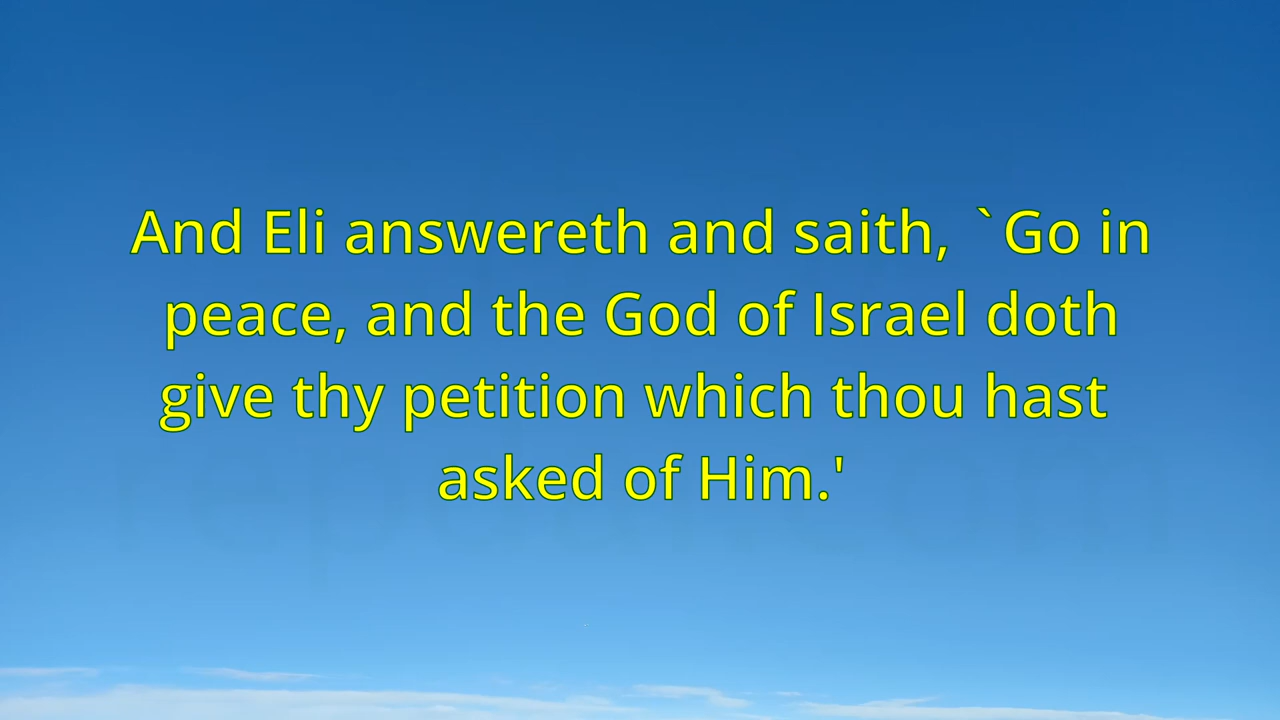 And Eli answereth and saith, `Go in
peace, and the God of Israel doth
give thy petition which thou hast
asked of Him.'